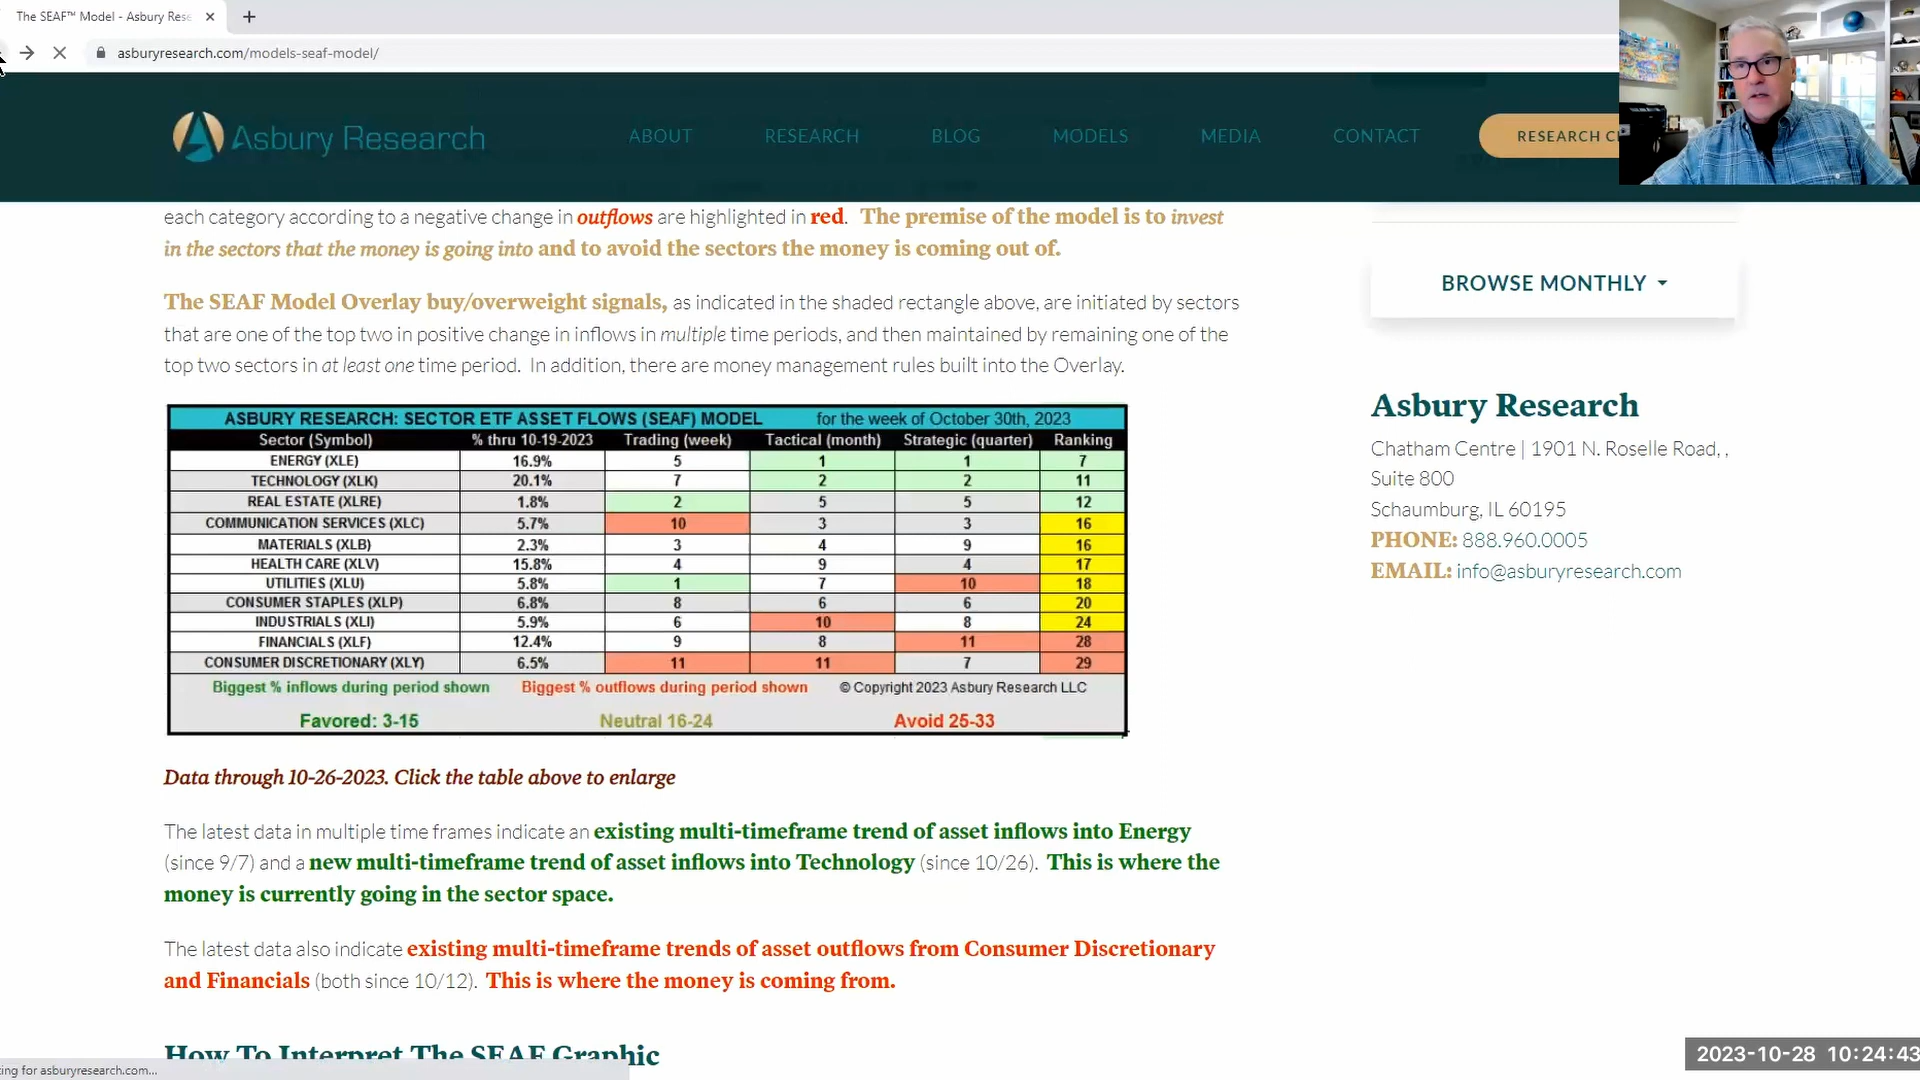 The SEAF™ Model - Asbury Rese
asburyresearch.com/models-seaf-model/
Asbury Research
ABOUT
RESEARCH
BLOG
MODELS
MEDIA
CONTACT
RESEARCH
each category according to a negative change in outflows are highlighted in red. The premise of the model is to invest
in the sectors that the money is going into and to avoid the sectors the money is coming out of.
The SEAF Model Overlay buy/overweight signals, as indicated in the shaded rectangle above, are initiated by sectors
that are one of the top two in positive change in inflows in multiple time periods, and then maintained by remaining one of the
top two sectors in at least one time period. In addition, there are money management rules built into the Overlay.
ASBURY RESEARCH: SECTOR ETF ASSET FLOWS (SEAF) MODEL for the week of October 30th, 2023
Sector (Symbol) % thru 10-19-2023 Trading (week) Tactical (month) Strategic (quarter) Ranking
ENERGY (XLE) 16.9% 5 1 1 7
TECHNOLOGY (XLK) 20.1% 7 2 2 11
REAL ESTATE (XLRE) 1.8% 2 5 5 12
COMMUNICATION SERVICES (XLC) 5.7% 10 3 3 16
MATERIALS (XLB) 2.3% 3 4 9 16
HEALTH CARE (XLV) 15.8% 4 9 4 17
UTILITIES (XLU) 5.8% 1 7 10 18
CONSUMER STAPLES (XLP) 6.8% 8 6 6 20
INDUSTRIALS (XLI) 5.9% 6 10 8 24
FINANCIALS (XLF) 12.4% 9 8 11 28
CONSUMER DISCRETIONARY (XLY) 6.5% 11 11 7 29
Biggest % inflows during period shown Biggest % outflows during period shown © Copyright 2023 Asbury Research LLC
Favored: 3-15 Neutral 16-24 Avoid 25-33
Data through 10-26-2023. Click the table above to enlarge
The latest data in multiple time frames indicate an existing multi-timeframe trend of asset inflows into Energy
(since 9/7) and a new multi-timeframe trend of asset inflows into Technology (since 10/26). This is where the
money is currently going in the sector space.
The latest data also indicate existing multi-timeframe trends of asset outflows from Consumer Discretionary
and Financials (both since 10/12). This is where the money is coming from.
How To Interpret The SEAF Graphic
BROWSE MONTHLY
Asbury Research
Chatham Centre | 1901 N. Roselle Road, ,
Suite 800
Schaumburg, IL 60195
PHONE: 888.960.0005
EMAIL: info@asburyresearch.com
for asburyresearch.com...
2023-10-28 10:24:43